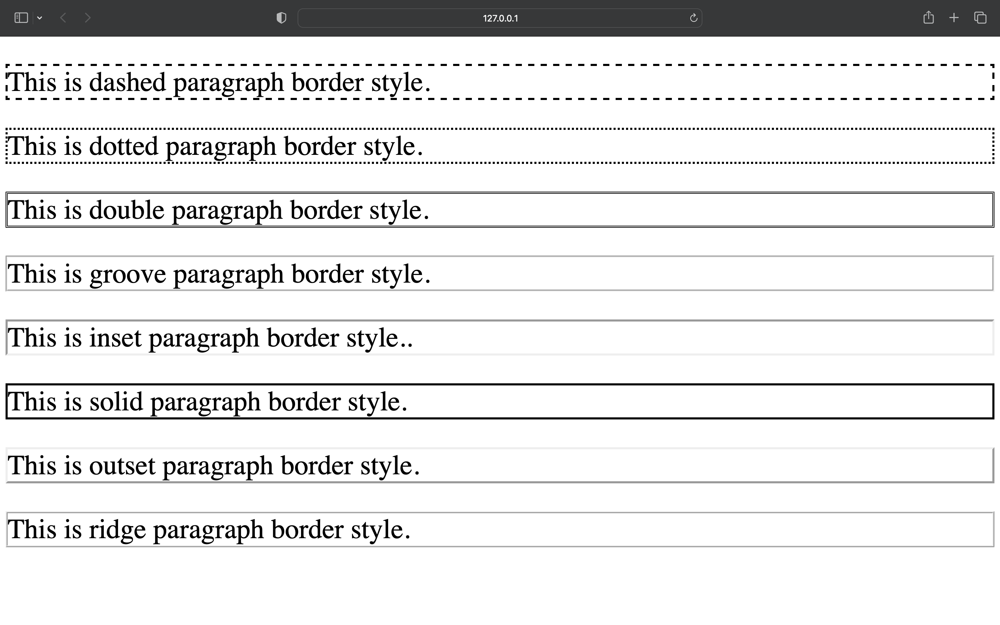 127.0.0.1
This is dashed paragraph border style.
This is dotted paragraph border style.
This is double paragraph border style.
This is groove paragraph border style.
This is inset paragraph border style..
This is solid paragraph border style.
This is outset paragraph border style.
This is ridge paragraph border style.